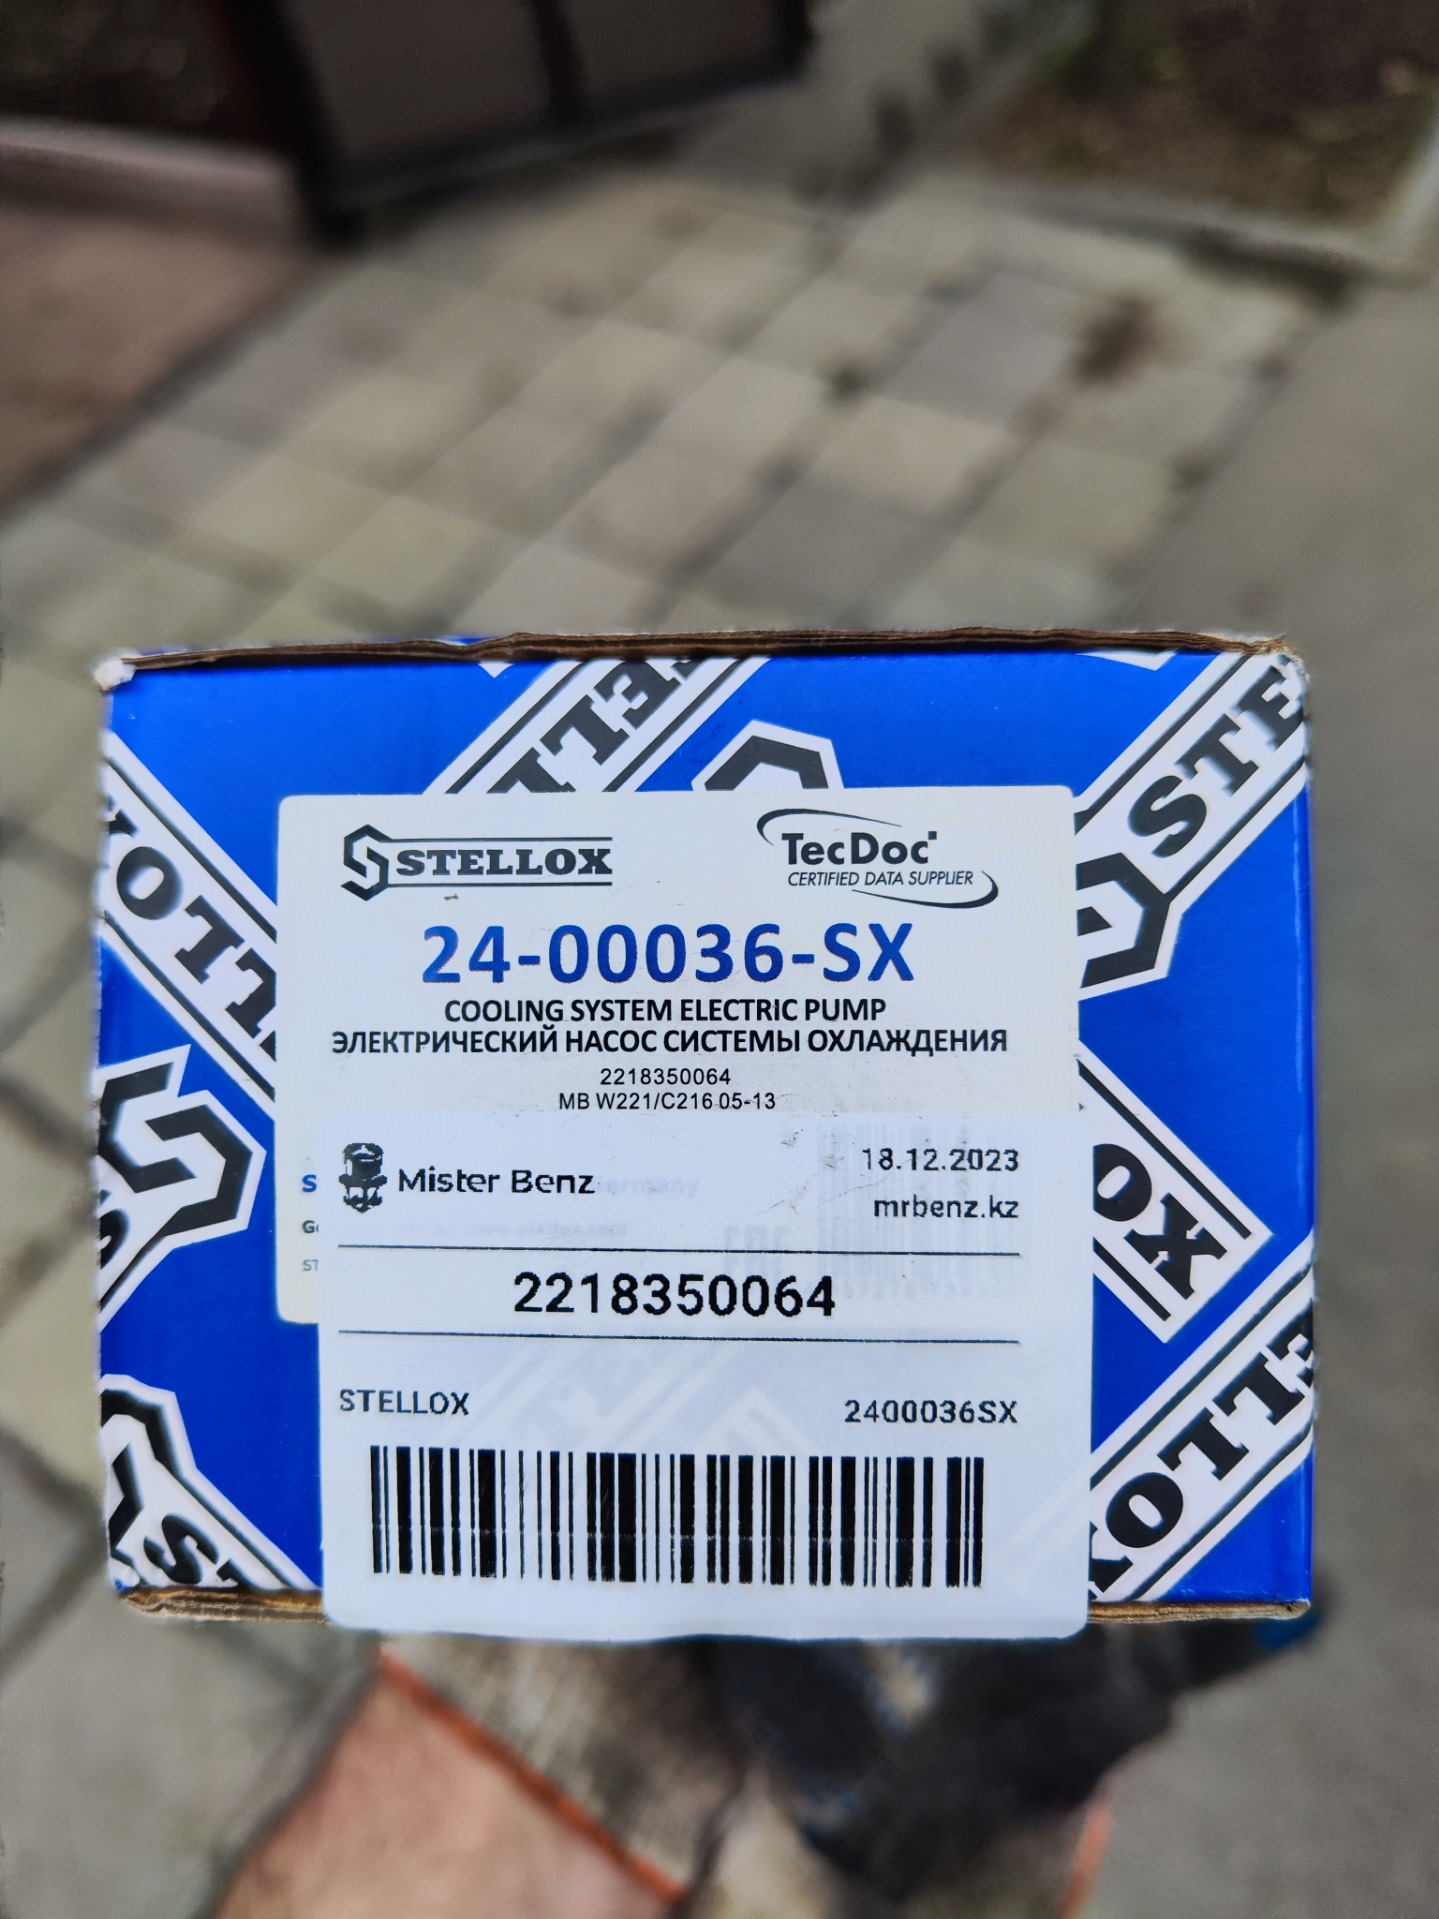 STELLOX
TecDoc
CERTIFIED DATA SUPPLIER
24-00036-SX
COOLING SYSTEM ELECTRIC PUMP
ЭЛЕКТРИЧЕСКИЙ НАСОС СИСТЕМЫ ОХЛАЖДЕНИЯ
2218350064
MB W221/C216 05-13
Mister Benz
18.12.2023
mrbenz.kz
2218350064
STELLOX
2400036SX